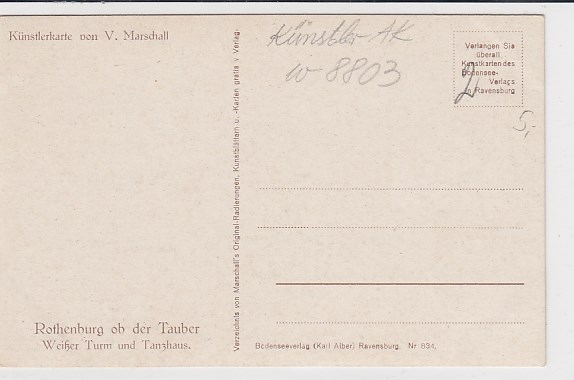 Künstlerkarte von V. Marschall
Rothenburg ob der Tauber
Weißer Turm und Tanzhaus.
Verzeichnis von Marschall's Original-Radierungen, Kunstblättern u. -Karten gratis v Verlag.
Künstler AK
w 8803
Verlangen Sie
überall
Kunstkarten des
Bodensee-
Verlags
in Ravensburg
2
5,-
Bodenseeverlag (Karl Alber) Ravensburg. Nr 834.